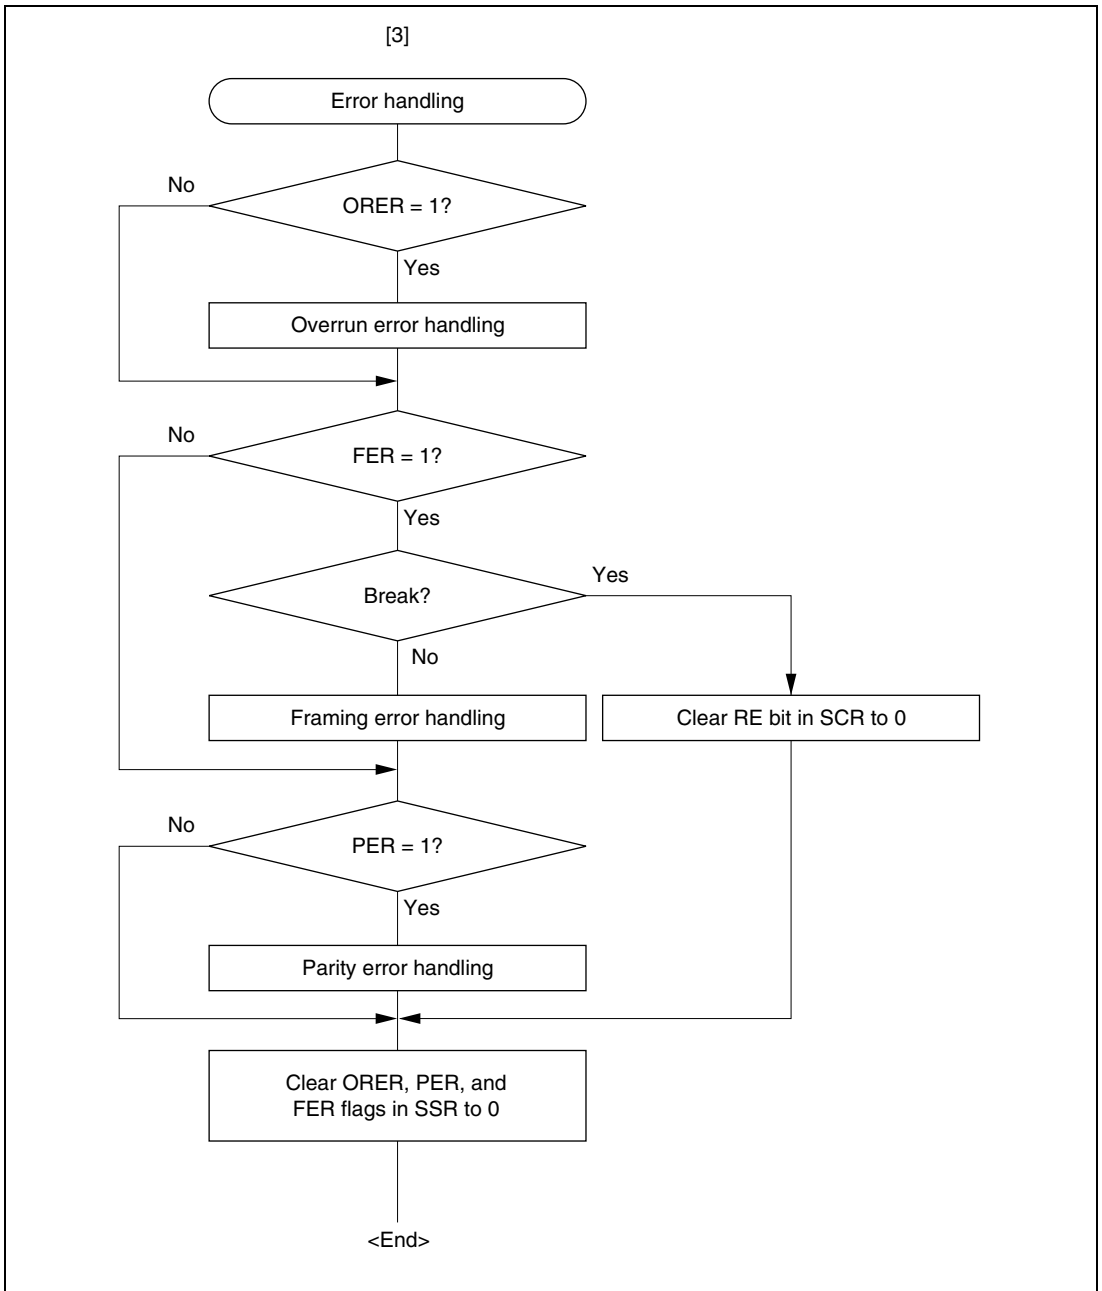 [3]
Error handling
No
ORER = 1?
Yes
Overrun error handling
No
FER = 1?
Yes
Yes
Break?
No
Framing error handling
Clear RE bit in SCR to 0
No
PER = 1?
Yes
Parity error handling
Clear ORER, PER, and
FER flags in SSR to 0
<End>